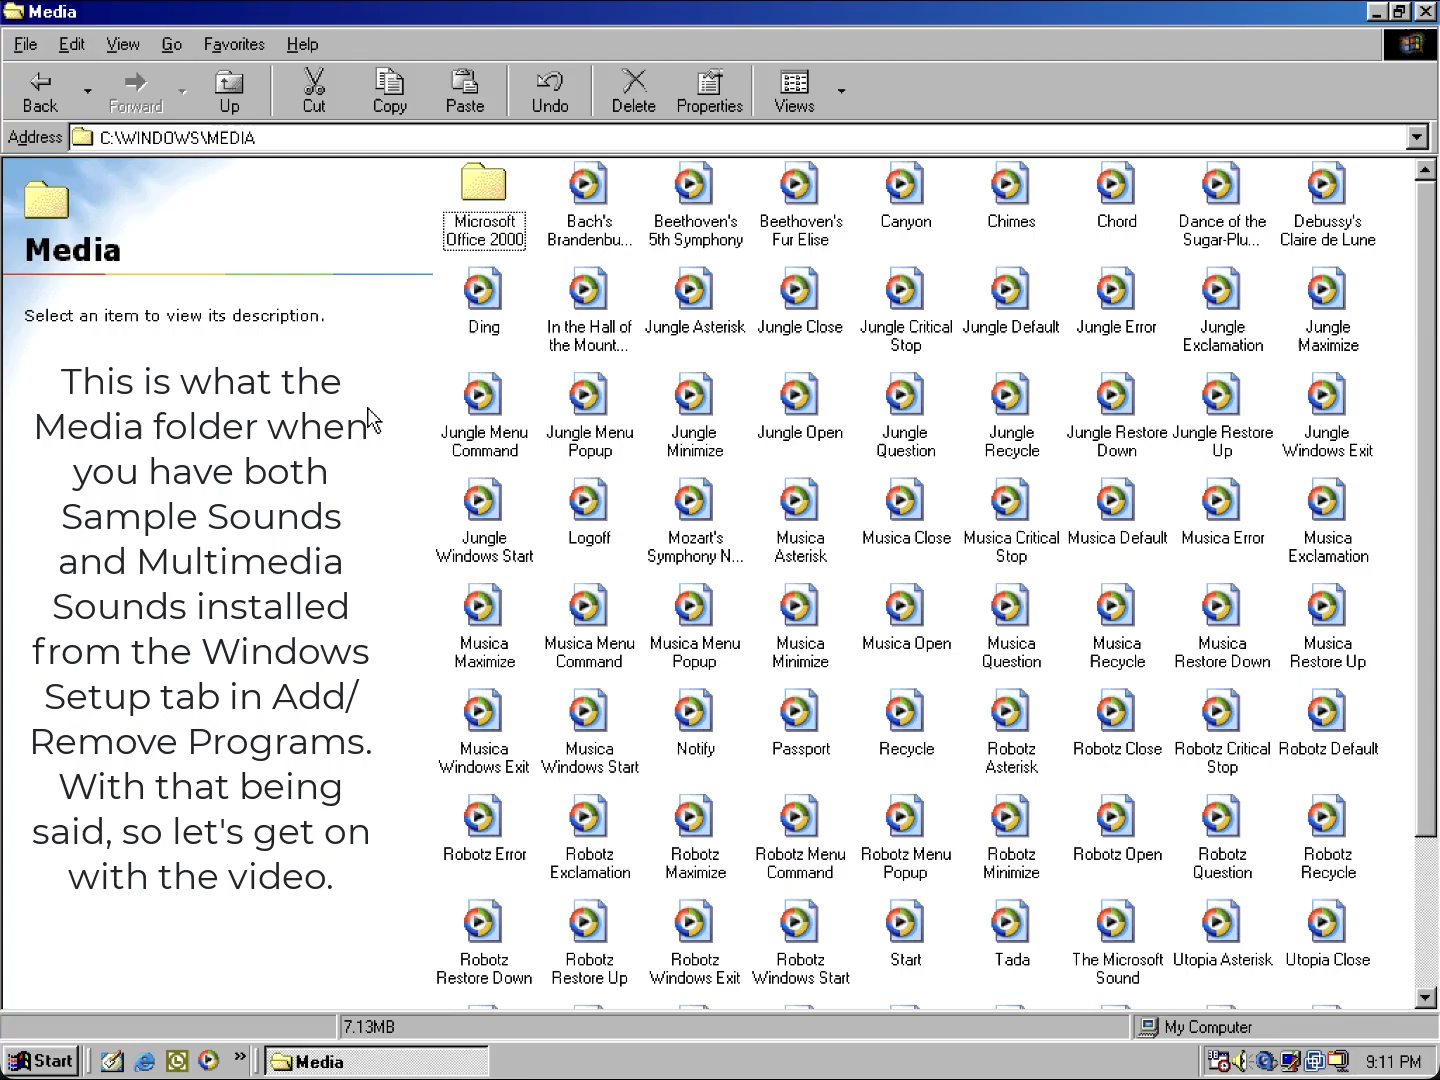 Media
File Edit View Go Favorites Help
Back Forward Up Cut Copy Paste Undo Delete Properties Views
Address C:\WINDOWS\MEDIA
Media
Select an item to view its description.
This is what the
Media folder when
you have both
Sample Sounds
and Multimedia
Sounds installed
from the Windows
Setup tab in Add/
Remove Programs.
With that being
said, so let's get on
with the video.
Microsoft Bach's Beethoven's Beethoven's Canyon Chimes Chord Dance of the Debussy's
Office 2000 Brandenbu... 5th Symphony Fur Elise Sugar-Plu... Claire de Lune
Ding In the Hall of Jungle Asterisk Jungle Close Jungle Critical Jungle Default Jungle Error Jungle Jungle
the Mount... Stop Exclamation Maximize
Jungle Menu Jungle Menu Jungle Jungle Open Jungle Jungle Jungle Restore Jungle Restore Jungle
Command Popup Minimize Question Recycle Down Up Windows Exit
Jungle Logoff Mozart's Musica Musica Close Musica Critical Musica Default Musica Error Musica
Windows Start Symphony N... Asterisk Stop Exclamation
Musica Musica Menu Musica Menu Musica Musica Open Musica Musica Musica Musica
Maximize Command Popup Minimize Question Recycle Restore Down Restore Up
Musica Musica Notify Passport Recycle Robotz Robotz Close Robotz Critical Robotz Default
Windows Exit Windows Start Asterisk Stop
Robotz Error Robotz Robotz Robotz Menu Robotz Menu Robotz Robotz Open Robotz Robotz
Exclamation Maximize Command Popup Minimize Question Recycle
Robotz Robotz Robotz Robotz Start Tada The Microsoft Utopia Asterisk Utopia Close
Restore Down Restore Up Windows Exit Windows Start Sound
7.13MB My Computer
Start » Media 9:11 PM